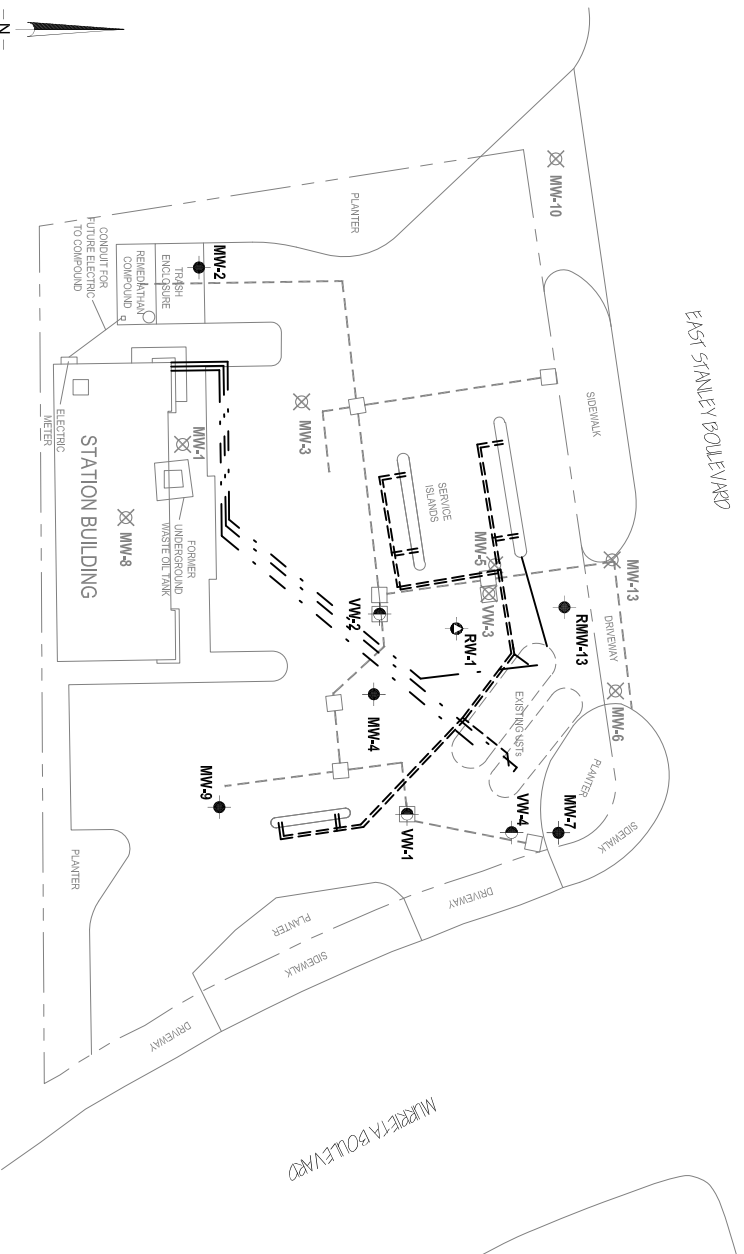 EAST STANLEY BOULEVARD
MW-10
SIDEWALK
PLANTER
MW-13
DRIVEWAY
RMW-13
MW-6
MW-5
VW-3
SERVICE
ISLANDS
RW-1
EXISTING USTs
PLANTER
SIDEWALK
MW-7
VW-4
VW-2
MW-4
VW-1
MW-9
MW-3
MW-2
TRASH
ENCLOSURE
REMEDIATHAN
COMPOUND
CONDUIT FOR
FUTURE ELECTRIC
TO COMPOUND
MW-1
FORMER
UNDERGROUND
WASTE OIL TANK
MW-8
STATION BUILDING
ELECTRIC
METER
DRIVEWAY
PLANTER
SIDEWALK
DRIVEWAY
PLANTER
MURRIETA BOULEVARD
N